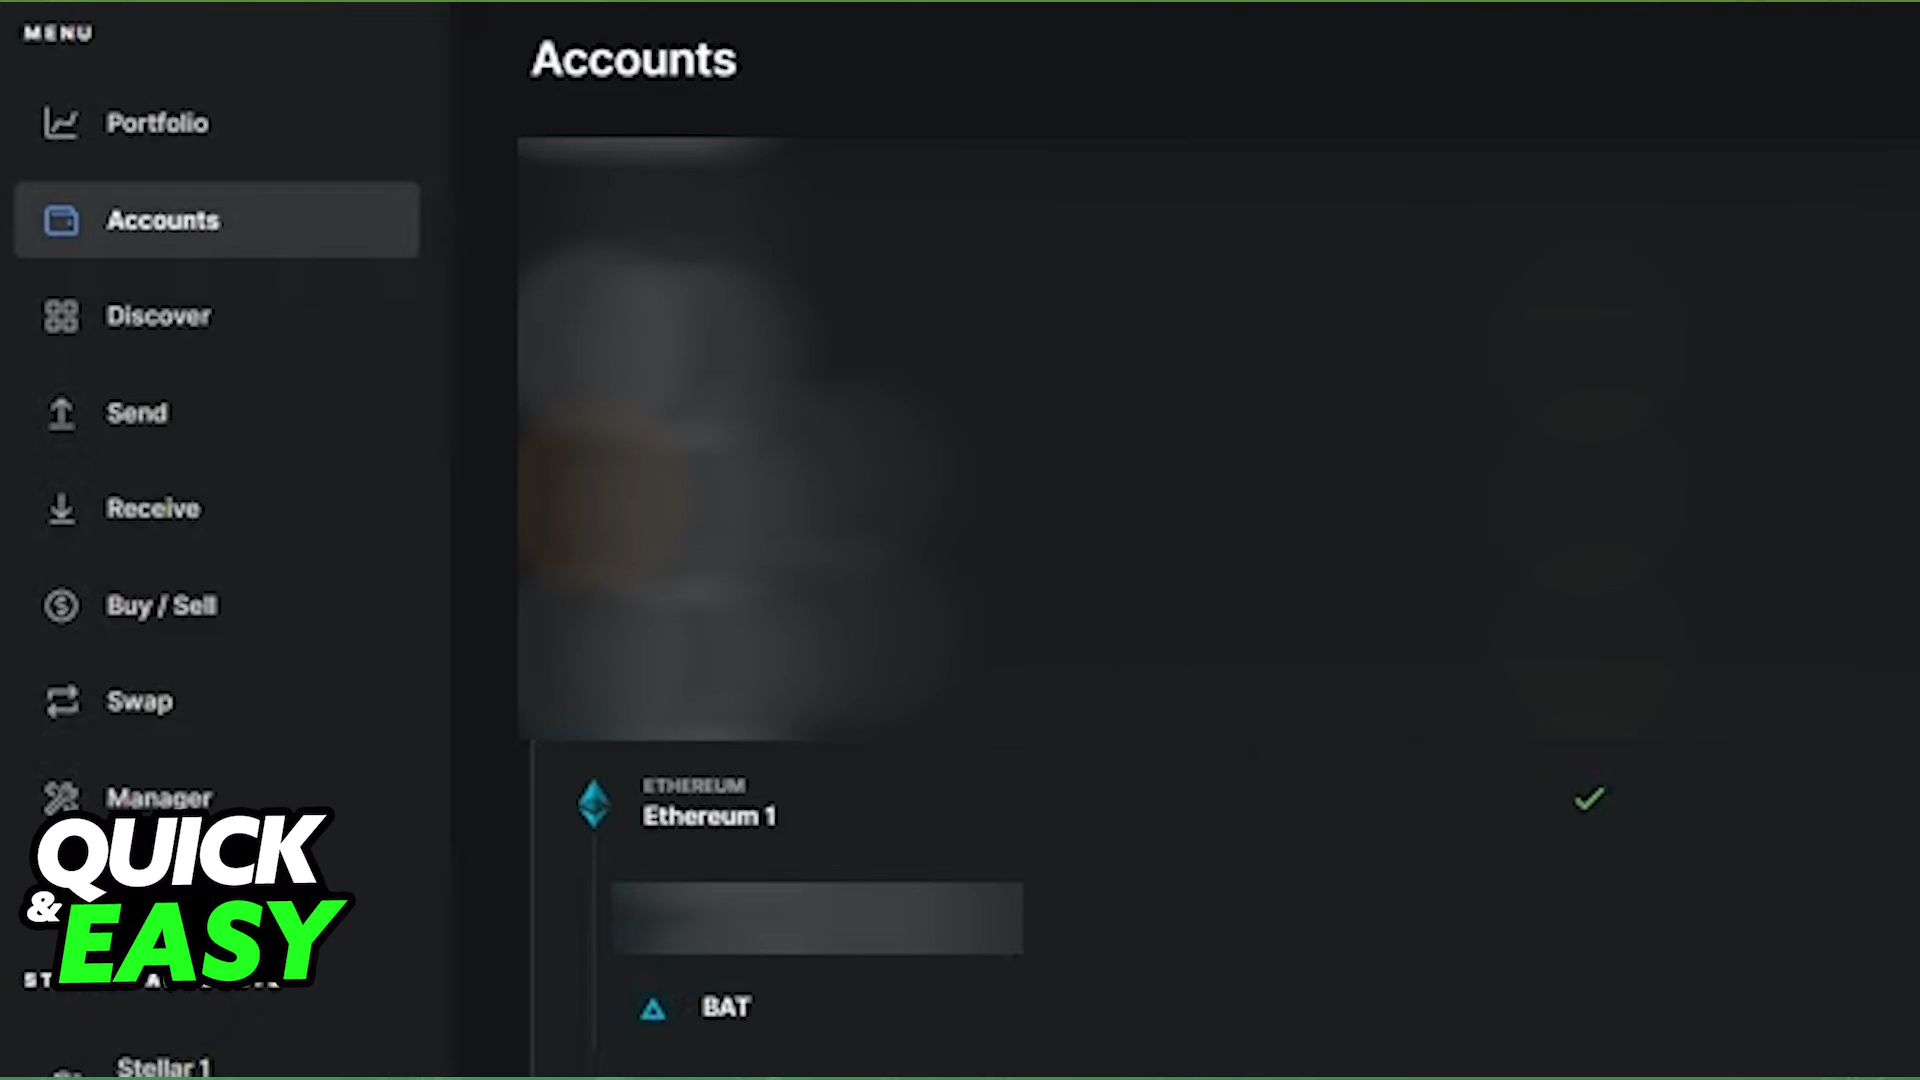 MENU
Portfolio
Accounts
Discover
Send
Receive
Buy / Sell
Swap
Manager
QUICK
& EASY
Stellar 1
Accounts
ETHEREUM
Ethereum 1
BAT